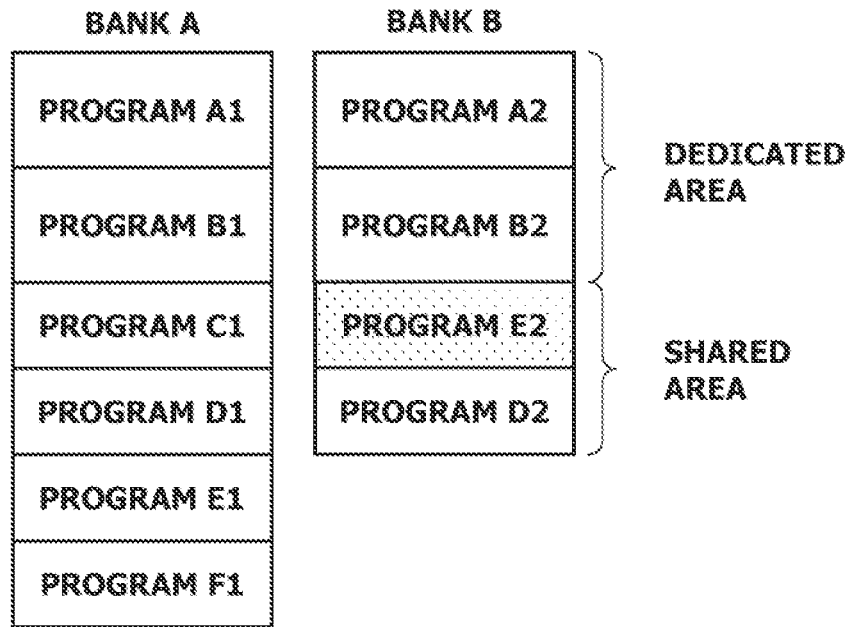 BANK A
BANK B
PROGRAM A1
PROGRAM A2
PROGRAM B1
PROGRAM B2
PROGRAM C1
PROGRAM E2
PROGRAM D1
PROGRAM D2
PROGRAM E1
PROGRAM F1
DEDICATED
AREA
SHARED
AREA